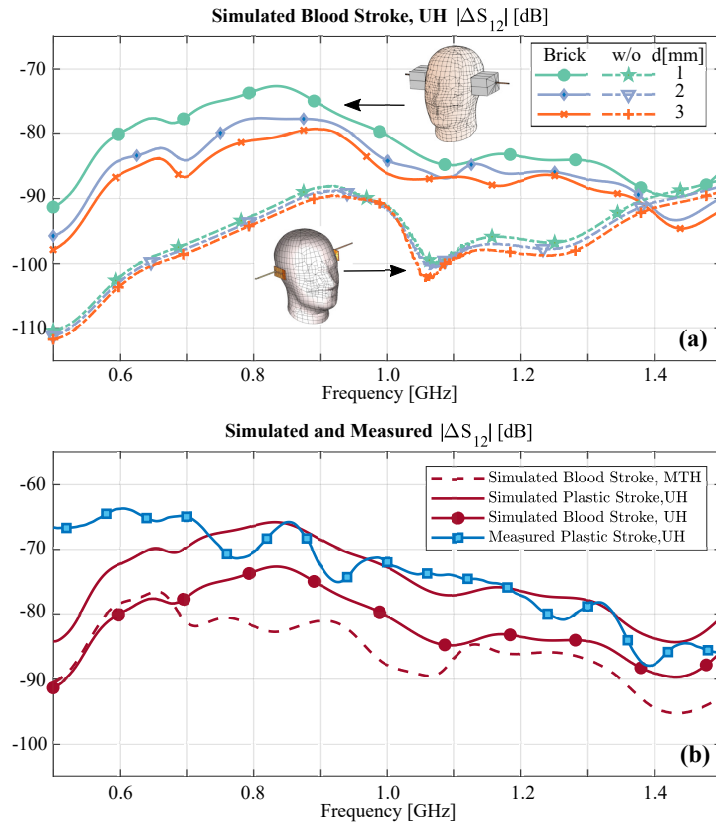 Simulated Blood Stroke, UH |ΔS12| [dB]
-70
-80
-90
-100
-110
Brick w/o d[mm]
1
2
3
(a)
0.6 0.8 1.0 1.2 1.4
Frequency [GHz]
Simulated and Measured |ΔS12| [dB]
-60
-70
-80
-90
-100
Simulated Blood Stroke, MTH
Simulated Plastic Stroke,UH
Simulated Blood Stroke, UH
Measured Plastic Stroke,UH
(b)
0.6 0.8 1.0 1.2 1.4
Frequency [GHz]